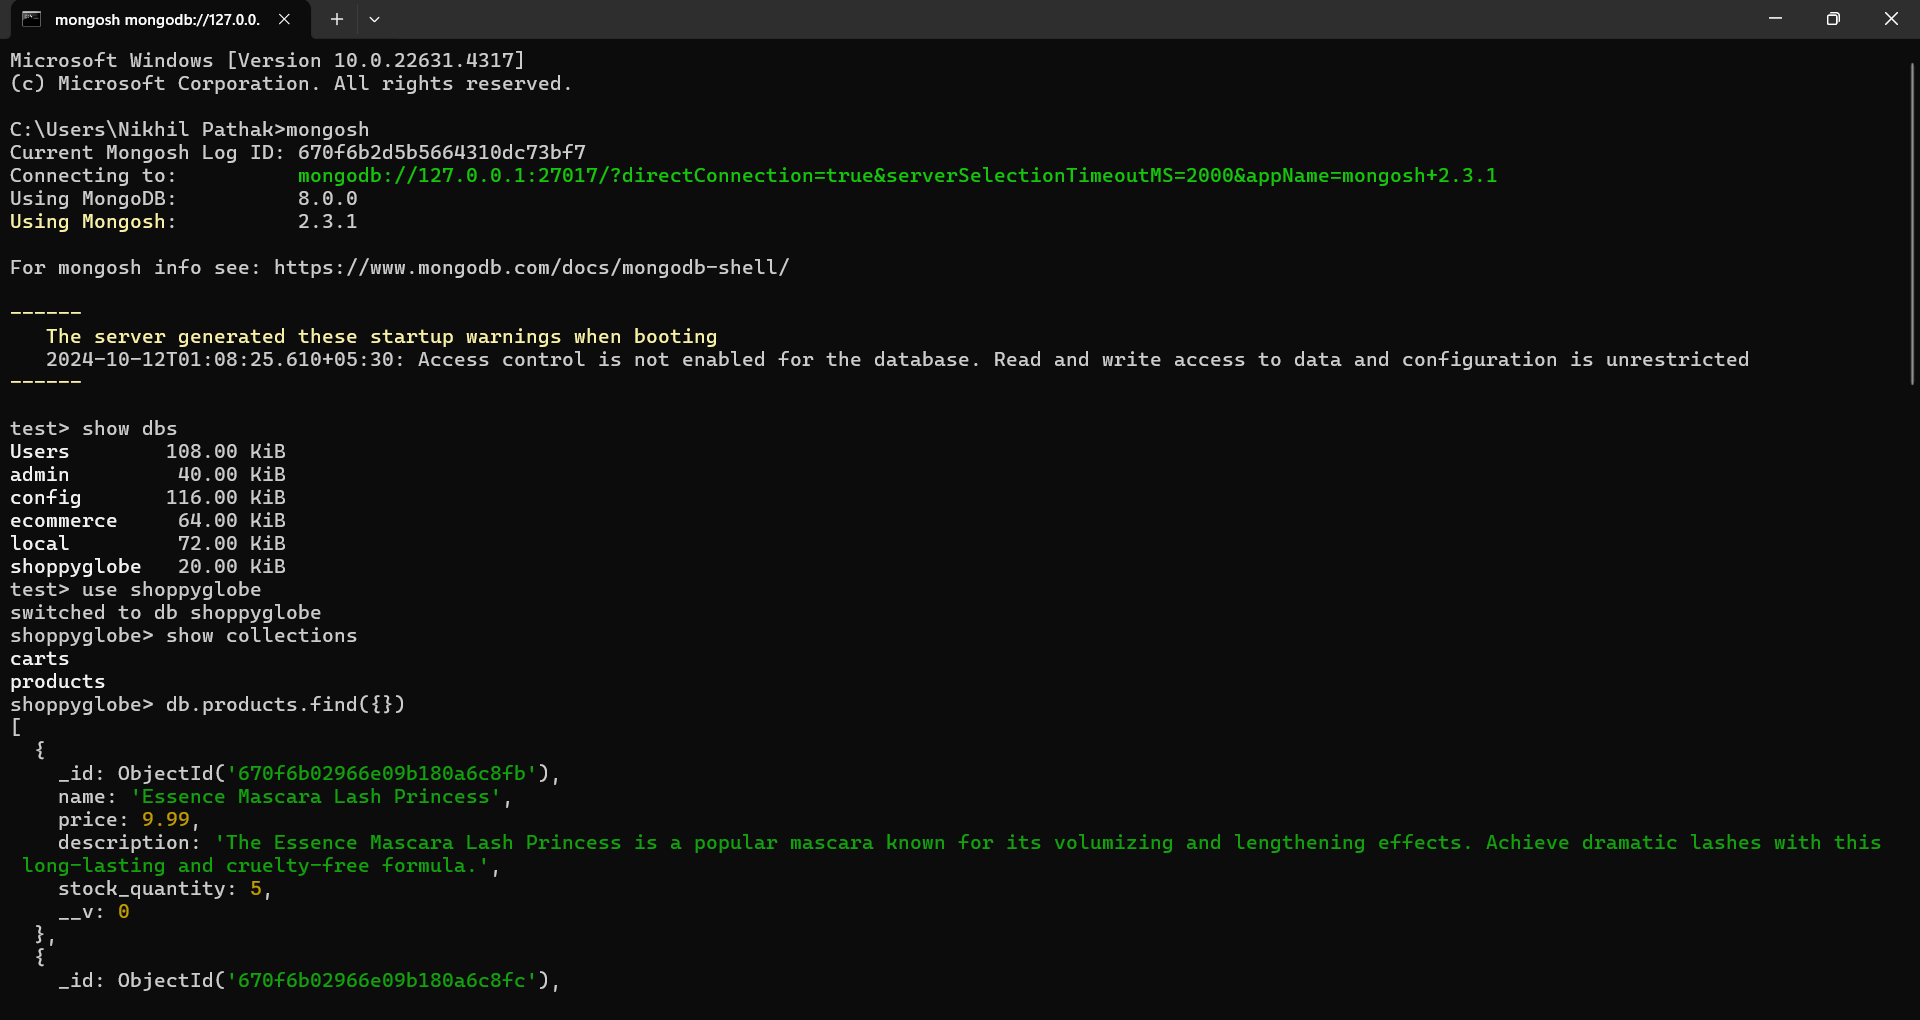 mongosh mongodb://127.0.0.
Microsoft Windows [Version 10.0.22631.4317]
(c) Microsoft Corporation. All rights reserved.
C:\Users\Nikhil Pathak>mongosh
Current Mongosh Log ID: 670f6b2d5b5664310dc73bf7
Connecting to:          mongodb://127.0.0.1:27017/?directConnection=true&serverSelectionTimeoutMS=2000&appName=mongosh+2.3.1
Using MongoDB:          8.0.0
Using Mongosh:          2.3.1
For mongosh info see: https://www.mongodb.com/docs/mongodb-shell/
------
   The server generated these startup warnings when booting
   2024-10-12T01:08:25.610+05:30: Access control is not enabled for the database. Read and write access to data and configuration is unrestricted
------
test> show dbs
Users        108.00 KiB
admin         40.00 KiB
config       116.00 KiB
ecommerce     64.00 KiB
local         72.00 KiB
shoppyglobe   20.00 KiB
test> use shoppyglobe
switched to db shoppyglobe
shoppyglobe> show collections
carts
products
shoppyglobe> db.products.find({})
[
  {
    _id: ObjectId('670f6b02966e09b180a6c8fb'),
    name: 'Essence Mascara Lash Princess',
    price: 9.99,
    description: 'The Essence Mascara Lash Princess is a popular mascara known for its volumizing and lengthening effects. Achieve dramatic lashes with this
 long-lasting and cruelty-free formula.',
    stock_quantity: 5,
    __v: 0
  },
  {
    _id: ObjectId('670f6b02966e09b180a6c8fc'),